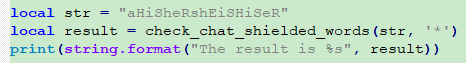 local str = "aHiSheRshEiSHiSeR"
local result = check_chat_shielded_words(str, '*')
print(string.format("The result is %s", result))